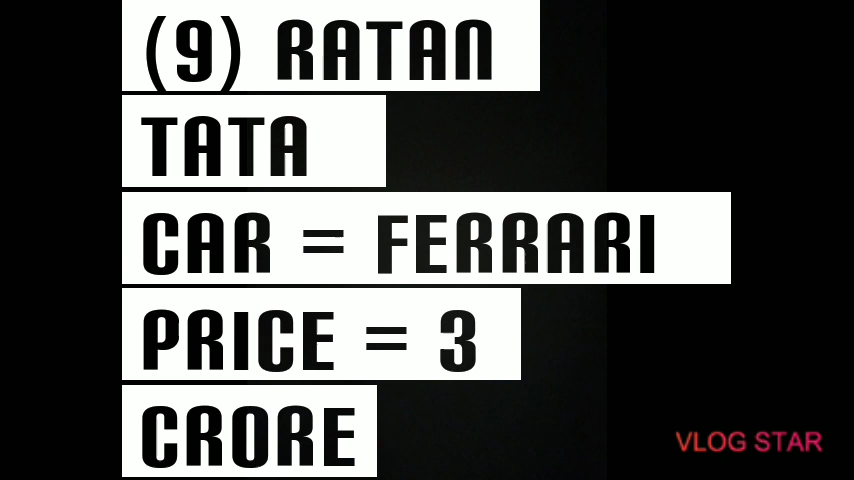 (9) RATAN
TATA
CAR = FERRARI
PRICE = 3
CRORE
VLOG STAR